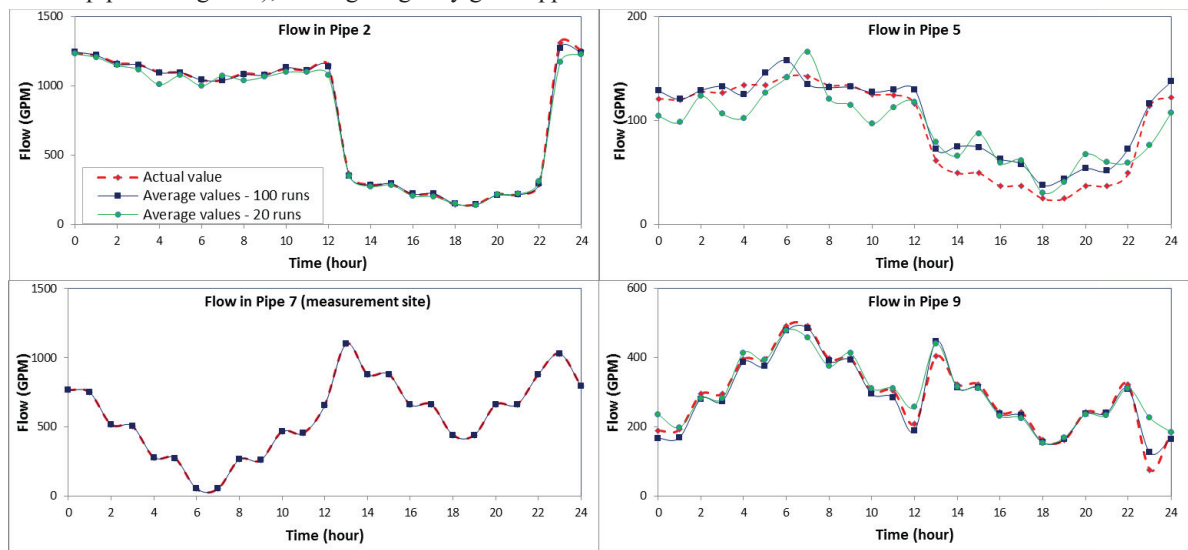 Flow in Pipe 2
1500
1000
500
0
Flow (GPM)
Actual value
Average values - 100 runs
Average values - 20 runs
0 2 4 6 8 10 12 14 16 18 20 22 24
Time (hour)
Flow in Pipe 5
200
100
0
Flow (GPM)
0 2 4 6 8 10 12 14 16 18 20 22 24
Time (hour)
Flow in Pipe 7 (measurement site)
1500
1000
500
0
Flow (GPM)
0 2 4 6 8 10 12 14 16 18 20 22 24
Time (hour)
Flow in Pipe 9
600
400
200
0
Flow (GPM)
0 2 4 6 8 10 12 14 16 18 20 22 24
Time (hour)